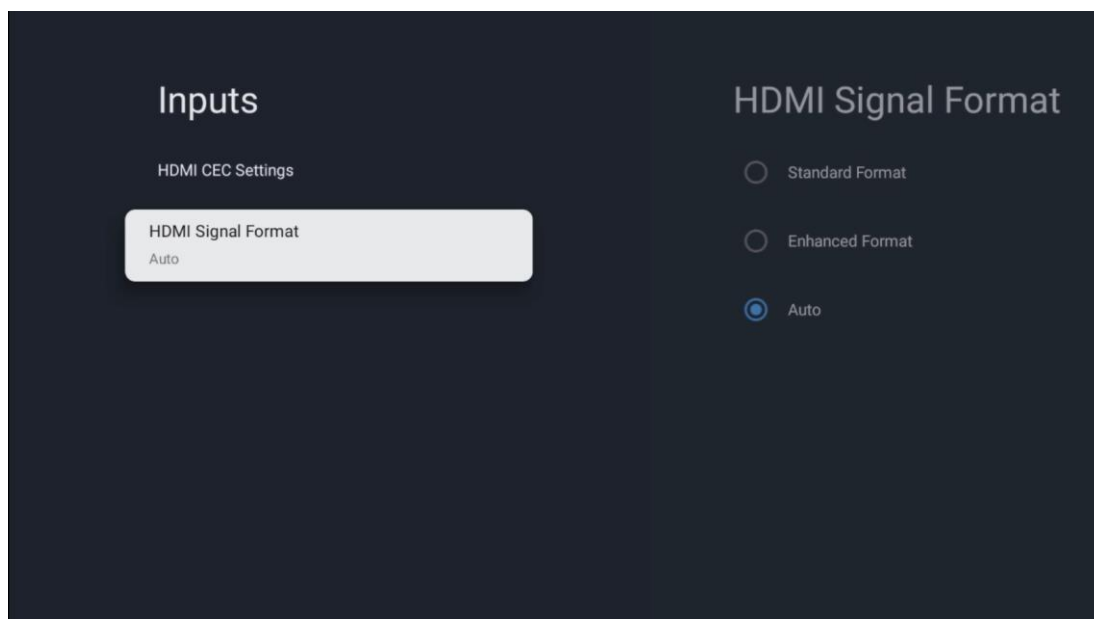 Inputs
HDMI CEC Settings
HDMI Signal Format
Auto
HDMI Signal Format
Standard Format
Enhanced Format
Auto